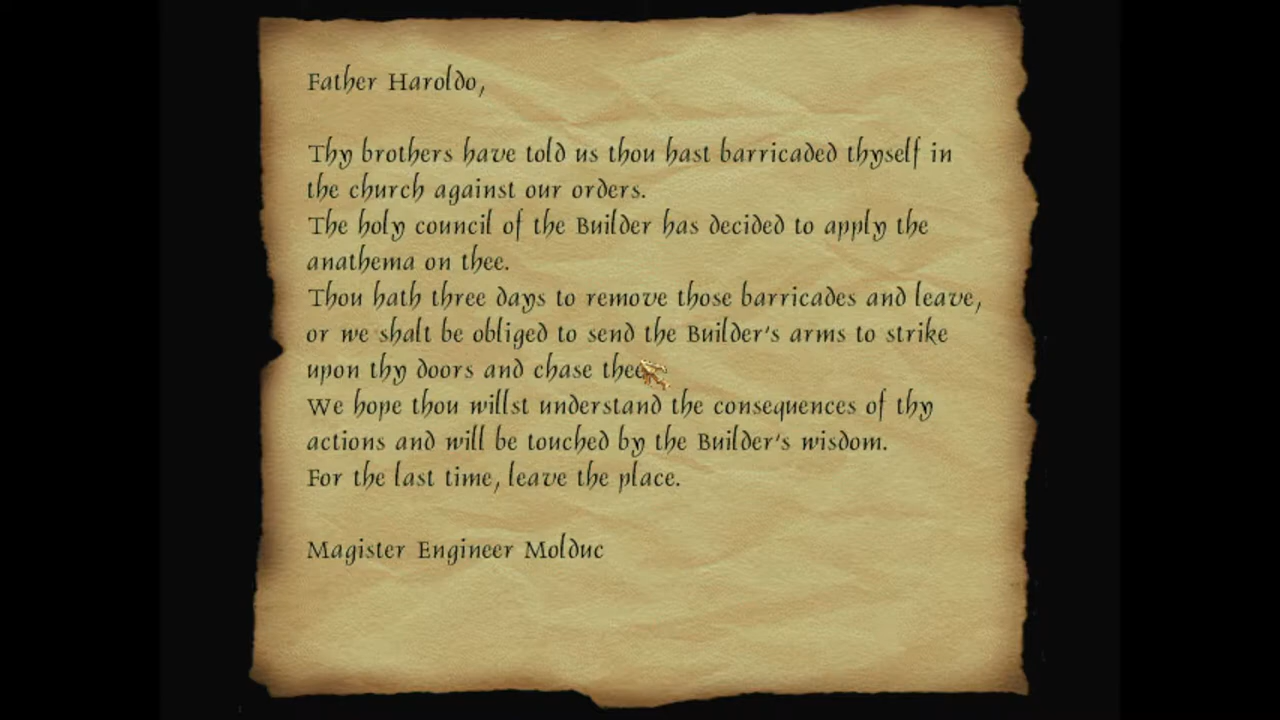 Father Haroldo,
Thy brothers have told us thou hast barricaded thyself in
the church against our orders.
The holy council of the Builder has decided to apply the
anathema on thee.
Thou hath three days to remove those barricades and leave,
or we shalt be obliged to send the Builder's arms to strike
upon thy doors and chase thee
We hope thou willst understand the consequences of thy
actions and will be touched by the Builder's wisdom.
For the last time, leave the place.
Magister Engineer Molduc